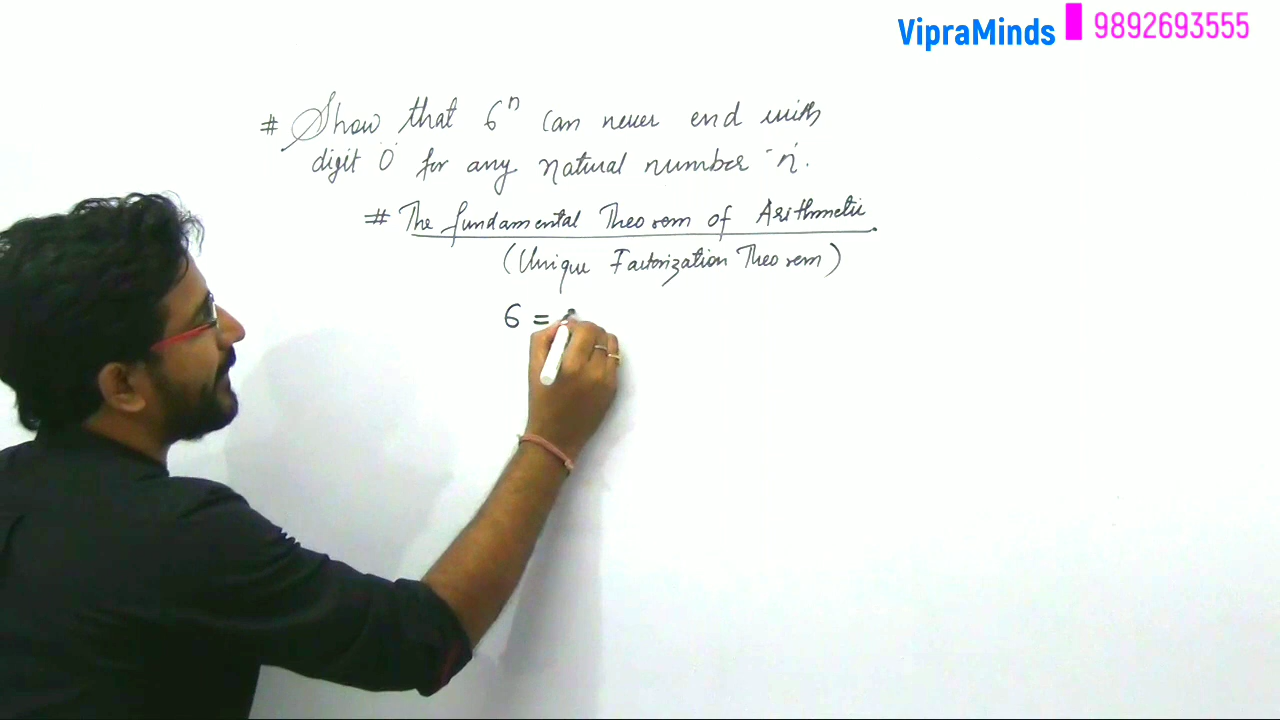 VipraMinds 9892693555
# Show that 6ⁿ can never end with
digit '0' for any natural number 'n'.
# The fundamental Theorem of Arithmetic
(Unique Factorization Theorem)
6 =